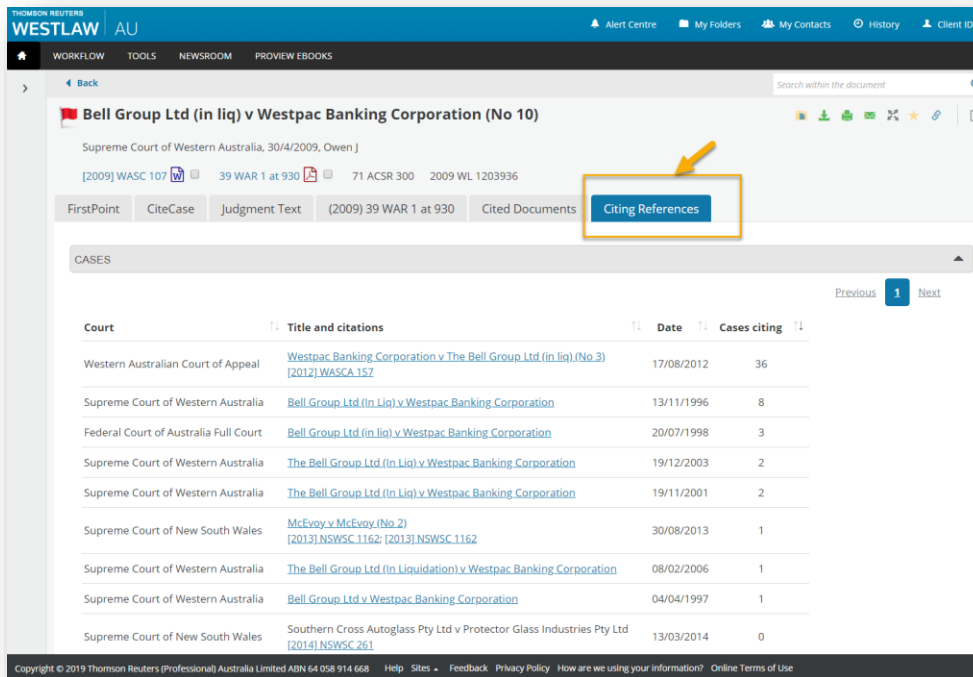 THOMSON REUTERS
WESTLAW AU
Alert Centre My Folders My Contacts History Client ID
WORKFLOW TOOLS NEWSROOM PROVIEW EBOOKS
Back
Search within the document
Bell Group Ltd (in liq) v Westpac Banking Corporation (No 10)
Supreme Court of Western Australia, 30/4/2009, Owen J
[2009] WASC 107 39 WAR 1 at 930 71 ACSR 300 2009 WL 1203936
FirstPoint CiteCase Judgment Text (2009) 39 WAR 1 at 930 Cited Documents Citing References
CASES
Previous 1 Next
Court Title and citations Date Cases citing
Western Australian Court of Appeal Westpac Banking Corporation v The Bell Group Ltd (in liq) (No 3) 17/08/2012 36
[2012] WASCA 157
Supreme Court of Western Australia Bell Group Ltd (In Liq) v Westpac Banking Corporation 13/11/1996 8
Federal Court of Australia Full Court Bell Group Ltd (in liq) v Westpac Banking Corporation 20/07/1998 3
Supreme Court of Western Australia The Bell Group Ltd (In Liq) v Westpac Banking Corporation 19/12/2003 2
Supreme Court of Western Australia The Bell Group Ltd (In Liq) v Westpac Banking Corporation 19/11/2001 2
Supreme Court of New South Wales McEvoy v McEvoy (No 2) 30/08/2013 1
[2013] NSWSC 1162; [2013] NSWSC 1162
Supreme Court of Western Australia The Bell Group Ltd (In Liquidation) v Westpac Banking Corporation 08/02/2006 1
Supreme Court of Western Australia Bell Group Ltd v Westpac Banking Corporation 04/04/1997 1
Supreme Court of New South Wales Southern Cross Autoglass Pty Ltd v Protector Glass Industries Pty Ltd 13/03/2014 0
[2014] NSWSC 261
Copyright © 2019 Thomson Reuters (Professional) Australia Limited ABN 64 058 914 668 Help Sites Feedback Privacy Policy How are we using your information? Online Terms of Use